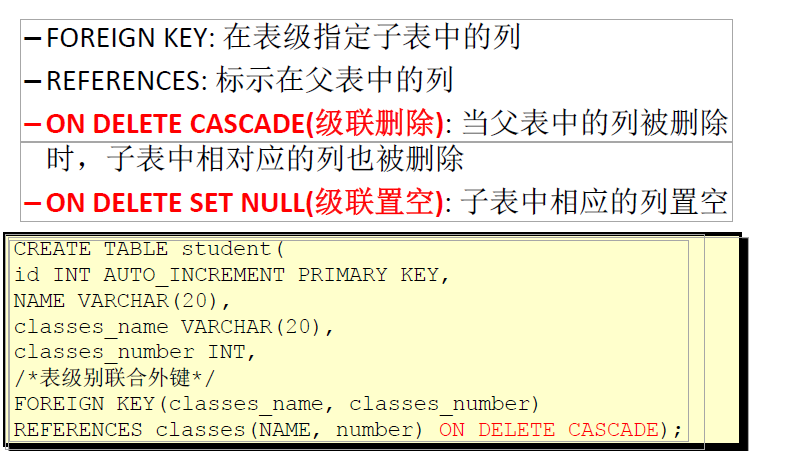 –FOREIGN KEY: 在表级指定子表中的列
–REFERENCES: 标示在父表中的列
–ON DELETE CASCADE(级联删除): 当父表中的列被删除
时，子表中相对应的列也被删除
–ON DELETE SET NULL(级联置空): 子表中相应的列置空
CREATE TABLE student(
id INT AUTO_INCREMENT PRIMARY KEY,
NAME VARCHAR(20),
classes_name VARCHAR(20),
classes_number INT,
/*表级别联合外键*/
FOREIGN KEY(classes_name, classes_number)
REFERENCES classes(NAME, number) ON DELETE CASCADE);